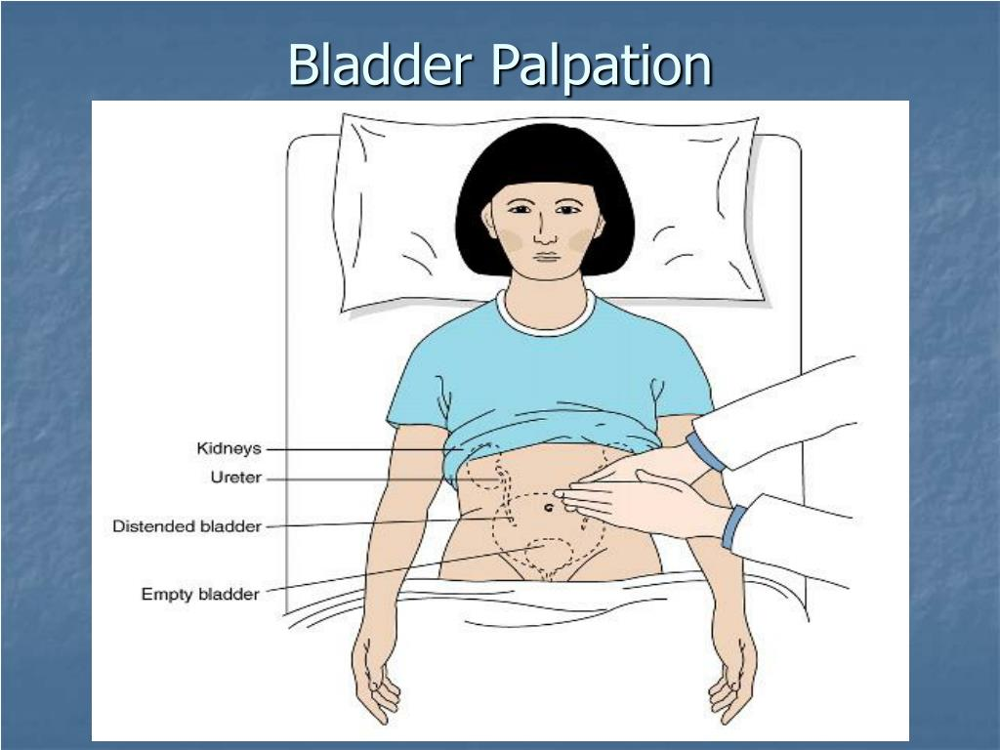 Bladder Palpation
Kidneys
Ureter
Distended bladder
Empty bladder